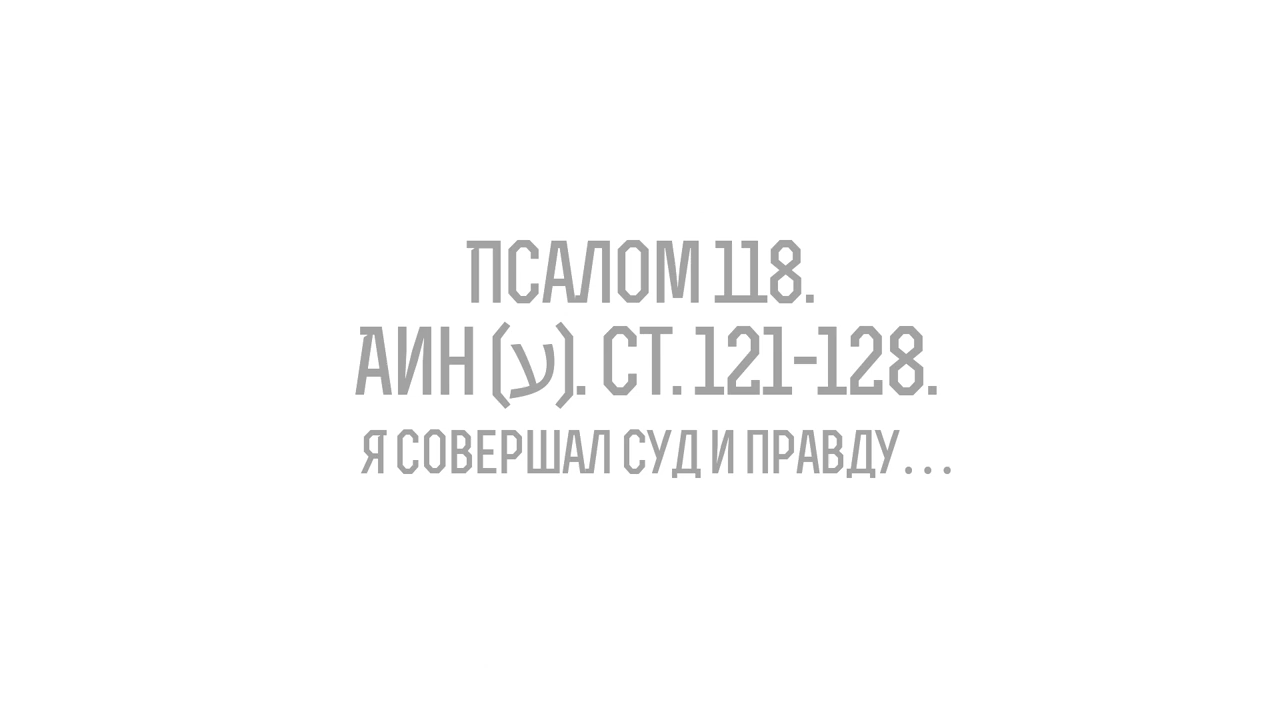 ПСАЛОМ 118.
АИН (ע). СТ. 121-128.
Я СОВЕРШАЛ СУД И ПРАВДУ...